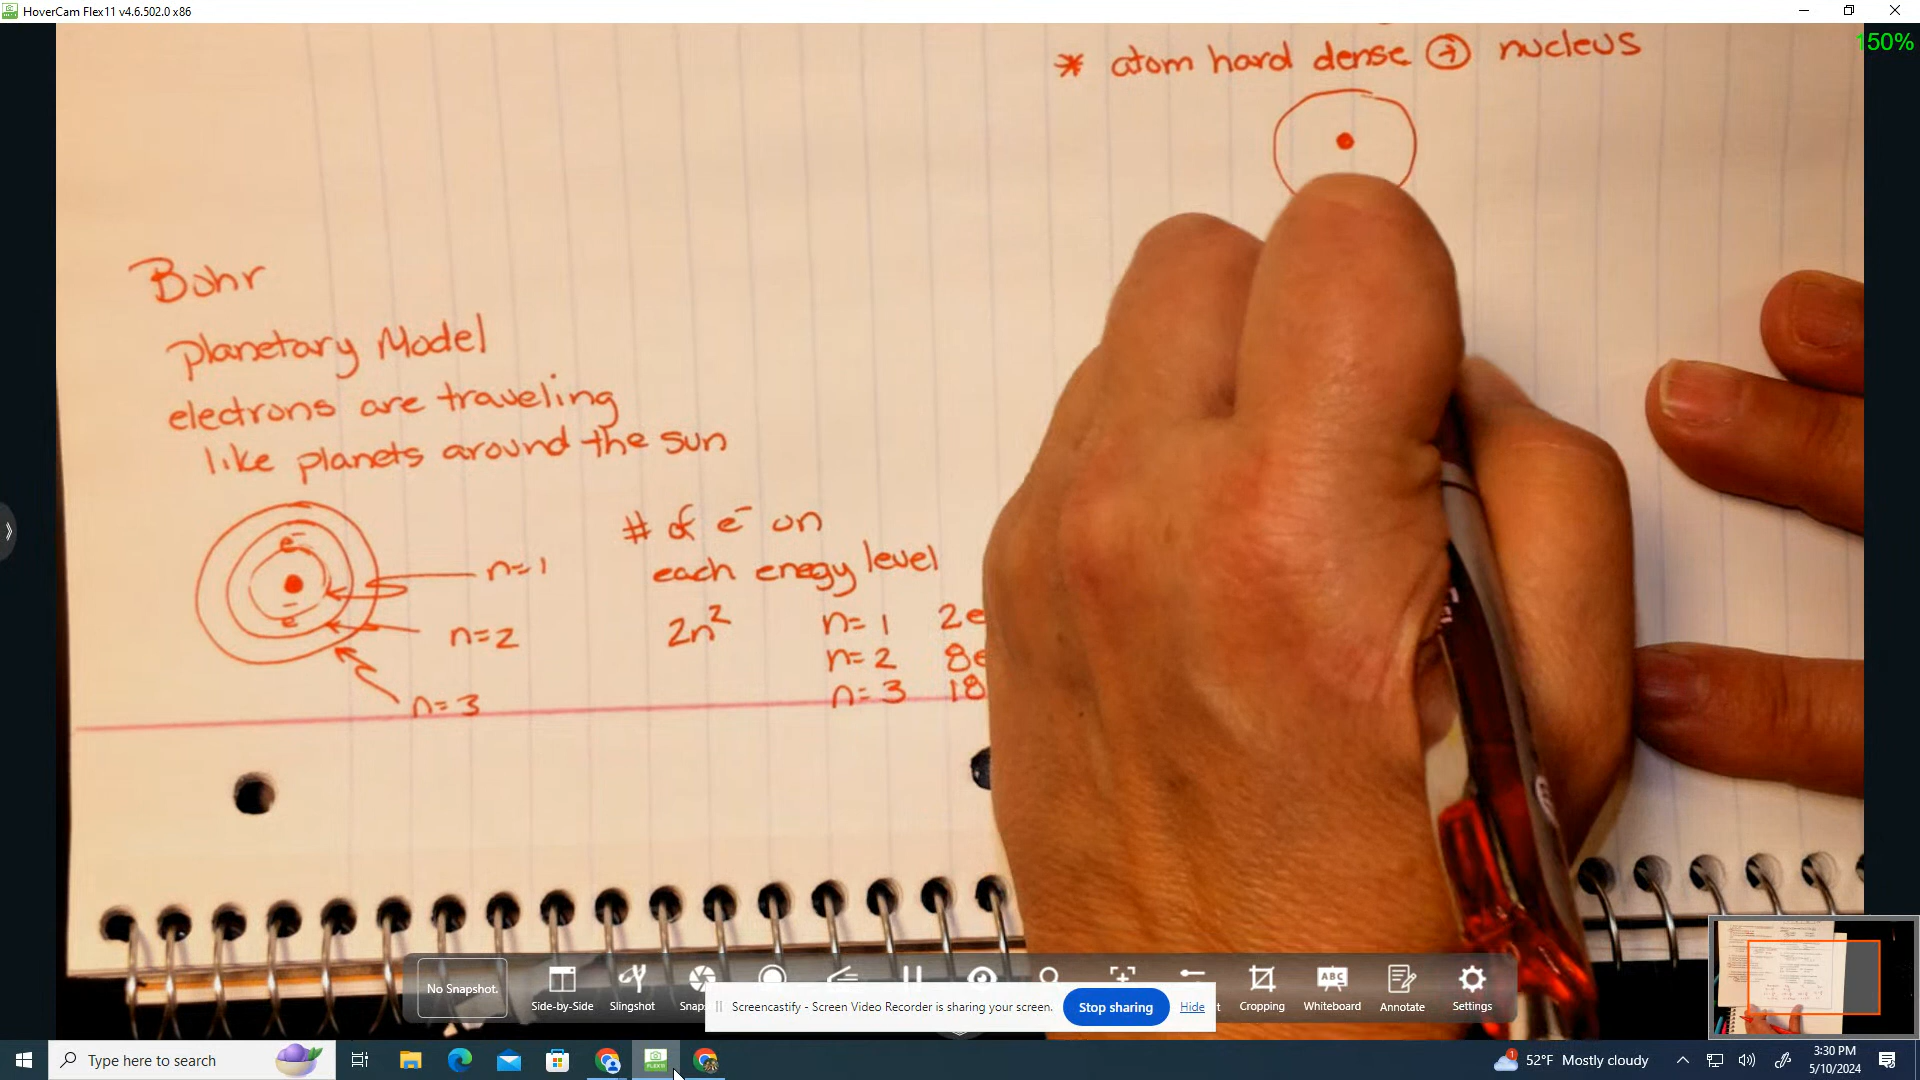 HoverCam Flex11 v4.6.502.0 x86
150%
* atom hard dense (+) nucleus
Bohr
planetary Model
electrons are traveling
like planets around the sun
e-
e-
n=1
n=2
n=3
# of e- on
each enegy level
2n²
n=1 2e
n=2 8e
n=3 18
No Snapshot.
Side-by-Side
Slingshot
Snaps
Cropping
Whiteboard
ABC
Annotate
Settings
Screencastify - Screen Video Recorder is sharing your screen.
Stop sharing
Hide
Type here to search
52°F Mostly cloudy
3:30 PM
5/10/2024